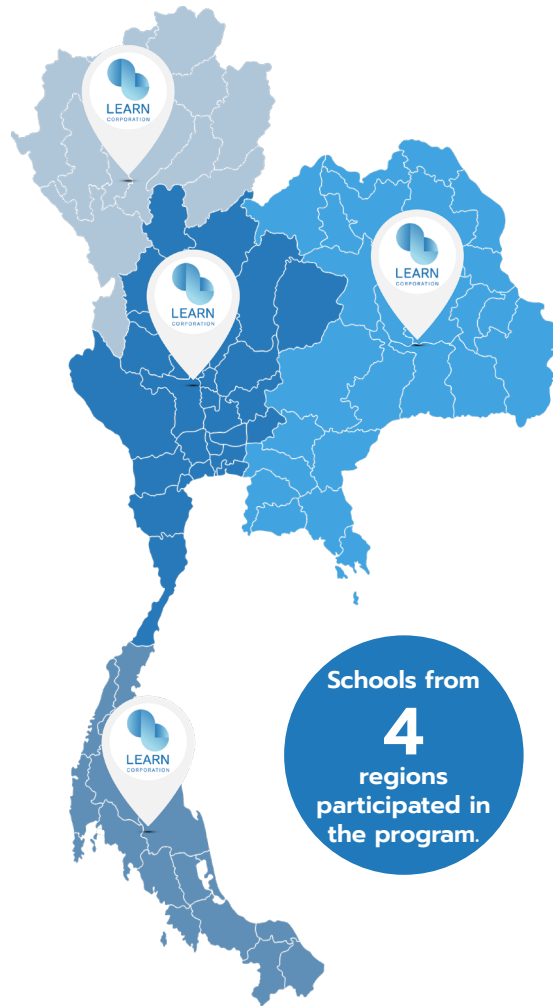 LEARN
CORPORATION
LEARN
CORPORATION
LEARN
CORPORATION
Schools from
4
regions
participated in
the program.
LEARN
CORPORATION